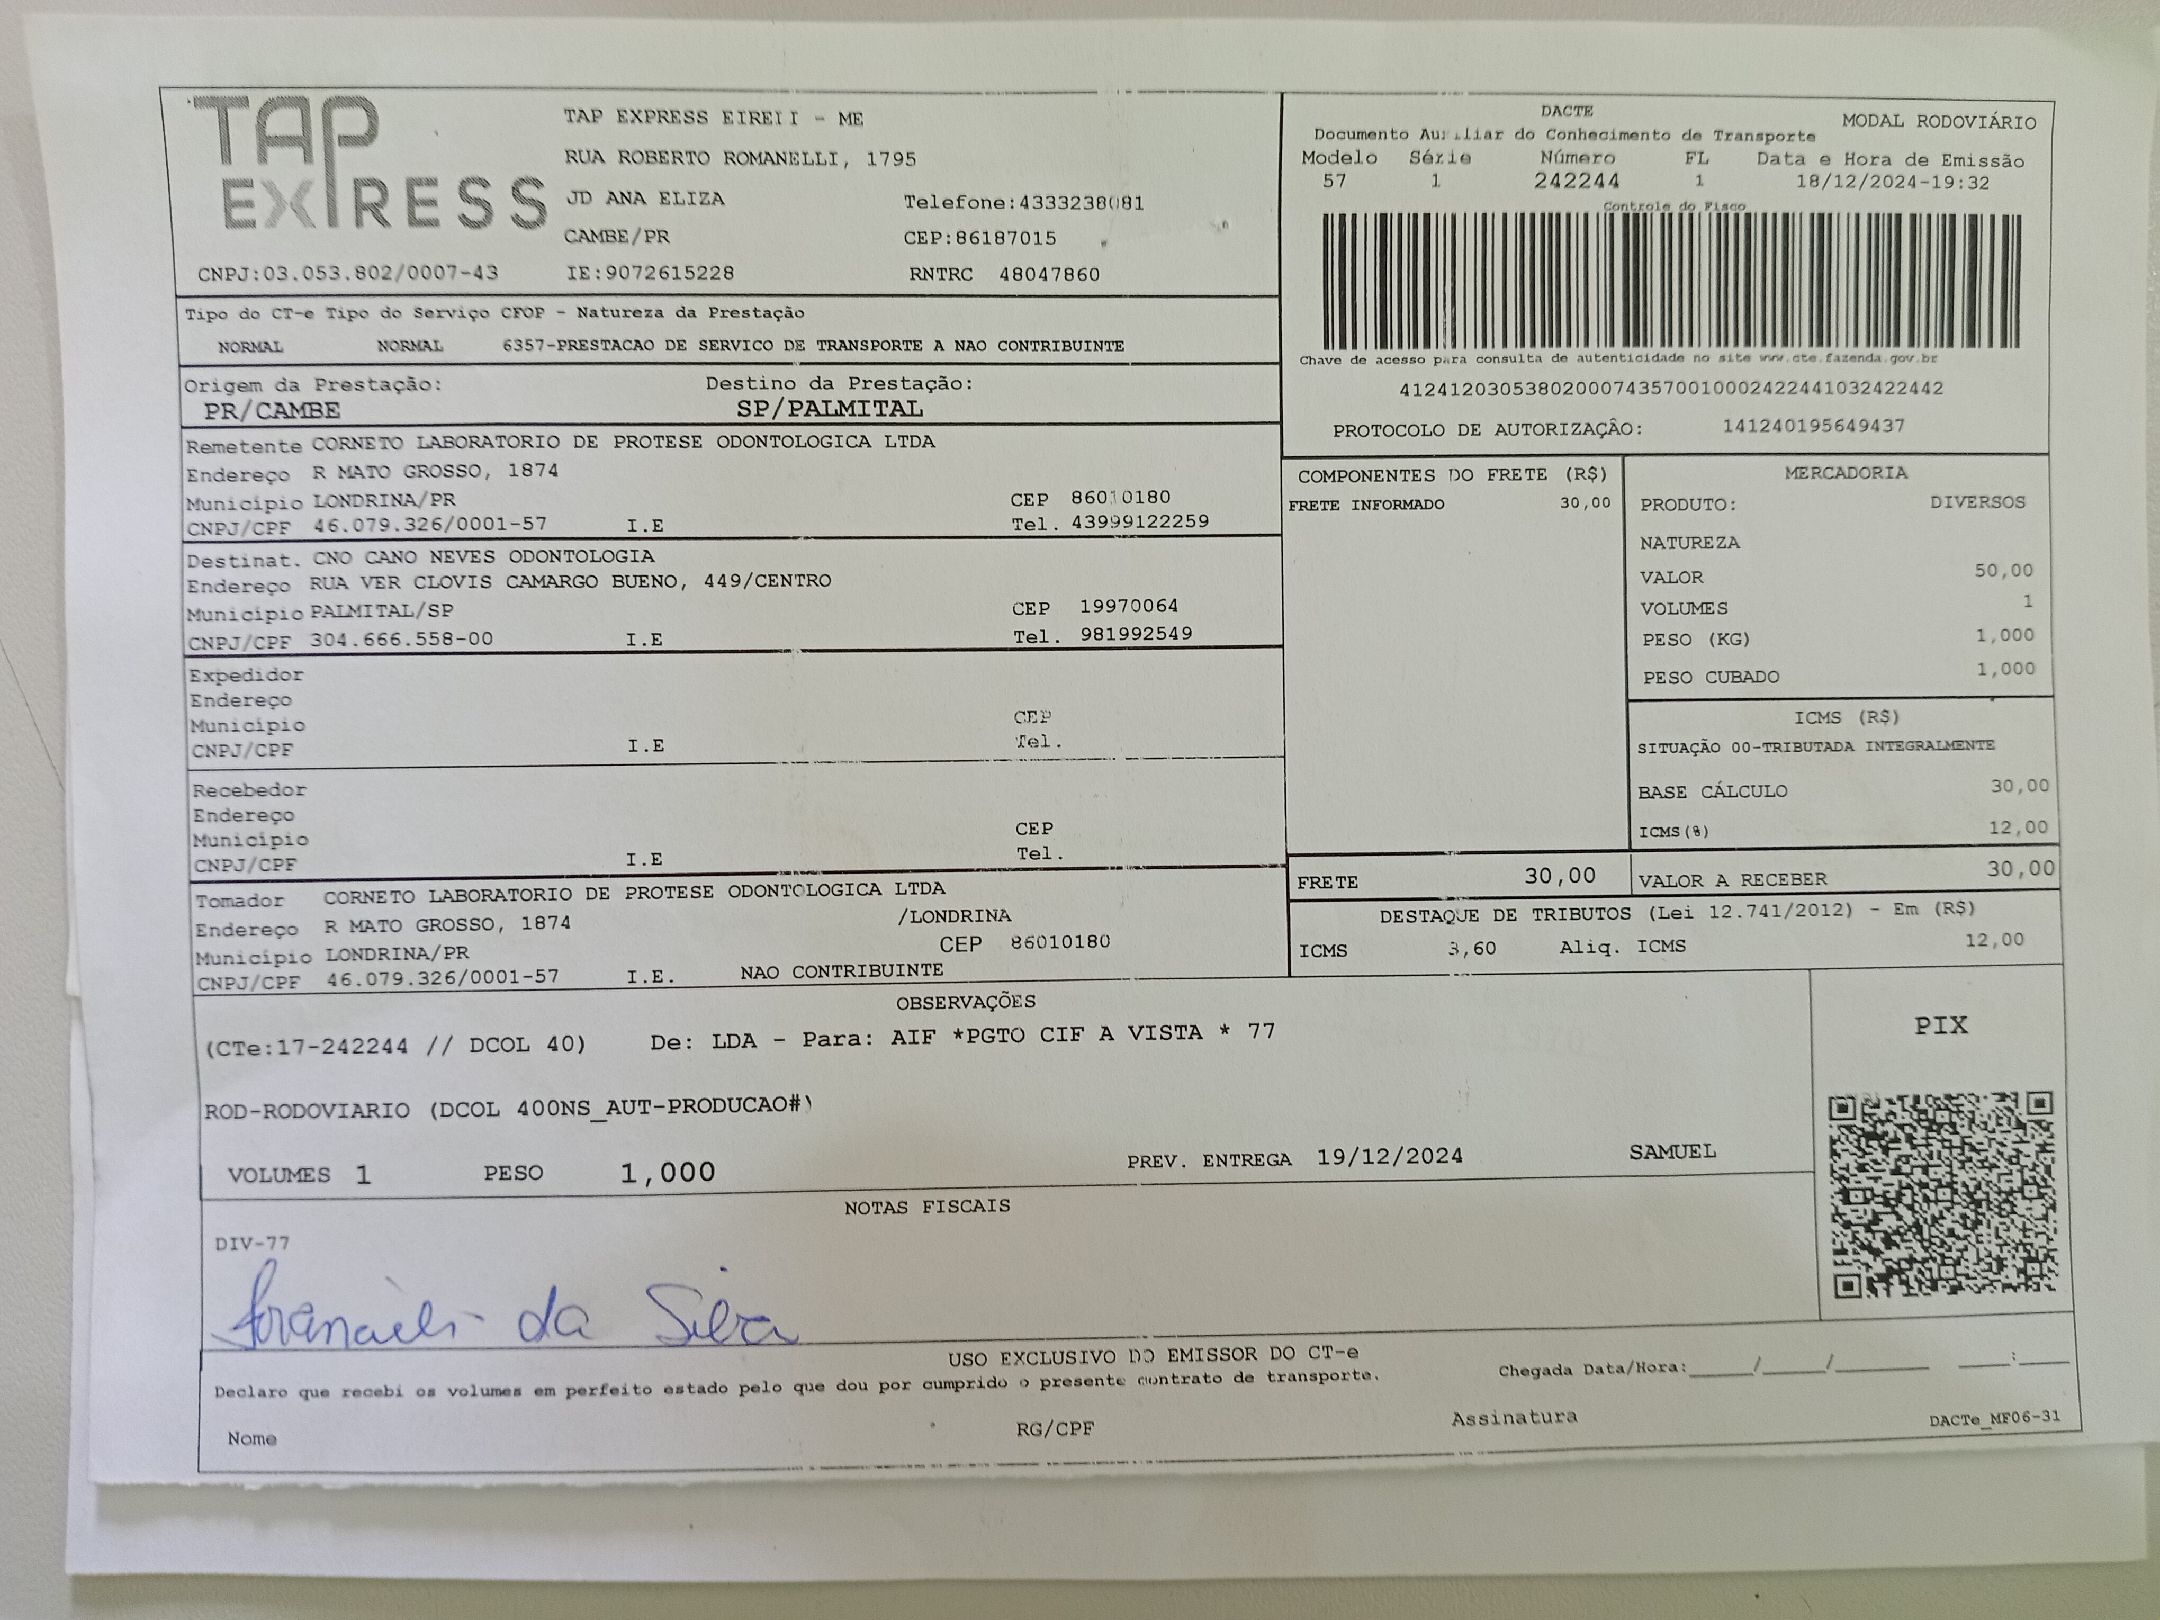 TAP EXPRESS
TAP EXPRESS EIRELI - ME
RUA ROBERTO ROMANELLI, 1795
JD ANA ELIZA Telefone:4333238081
CAMBE/PR CEP:86187015
CNPJ:03.053.802/0007-43 IE:9072615228 RNTRC 48047860
DACTE MODAL RODOVIÁRIO
Documento Auxiliar do Conhecimento de Transporte
Modelo Série Número FL Data e Hora de Emissão
57 1 242244 1 18/12/2024-19:32
Controle do Fisco
Chave de acesso para consulta de autenticidade no site www.cte.fazenda.gov.br
41241203053802000743570010002422441032422442
PROTOCOLO DE AUTORIZAÇÃO: 141240195649437
Tipo do CT-e Tipo do Serviço CFOP - Natureza da Prestação
NORMAL NORMAL 6357-PRESTACAO DE SERVICO DE TRANSPORTE A NAO CONTRIBUINTE
Origem da Prestação: Destino da Prestação:
PR/CAMBE SP/PALMITAL
Remetente CORNETO LABORATORIO DE PROTESE ODONTOLOGICA LTDA
Endereço R MATO GROSSO, 1874
Município LONDRINA/PR CEP 86010180
CNPJ/CPF 46.079.326/0001-57 I.E Tel. 43999122259
Destinat. CNO CANO NEVES ODONTOLOGIA
Endereço RUA VER CLOVIS CAMARGO BUENO, 449/CENTRO
Município PALMITAL/SP CEP 19970064
CNPJ/CPF 304.666.558-00 I.E Tel. 981992549
Expedidor
Endereço
Município CEP
CNPJ/CPF I.E Tel.
Recebedor
Endereço
Município CEP
CNPJ/CPF I.E Tel.
Tomador CORNETO LABORATORIO DE PROTESE ODONTOLOGICA LTDA
Endereço R MATO GROSSO, 1874 /LONDRINA
Município LONDRINA/PR CEP 86010180
CNPJ/CPF 46.079.326/0001-57 I.E. NAO CONTRIBUINTE
COMPONENTES DO FRETE (R$)
FRETE INFORMADO 30,00
MERCADORIA
PRODUTO: DIVERSOS
NATUREZA
VALOR 50,00
VOLUMES 1
PESO (KG) 1,000
PESO CUBADO 1,000
ICMS (R$)
SITUAÇÃO 00-TRIBUTADA INTEGRALMENTE
BASE CÁLCULO 30,00
ICMS(%) 12,00
FRETE 30,00 VALOR A RECEBER 30,00
DESTAQUE DE TRIBUTOS (Lei 12.741/2012) - Em (R$)
ICMS 3,60 Aliq. ICMS 12,00
OBSERVAÇÕES
(CTe:17-242244 // DCOL 40) De: LDA - Para: AIF *PGTO CIF A VISTA * 77
ROD-RODOVIARIO (DCOL 400NS_AUT-PRODUCAO#)
VOLUMES 1 PESO 1,000 PREV. ENTREGA 19/12/2024 SAMUEL
PIX
NOTAS FISCAIS
DIV-77
da Silva
USO EXCLUSIVO DO EMISSOR DO CT-e
Declaro que recebi os volumes em perfeito estado pelo que dou por cumprido o presente contrato de transporte.
Chegada Data/Hora:_____/_____/________ ____:____
Nome RG/CPF Assinatura DACTe_MF06-31